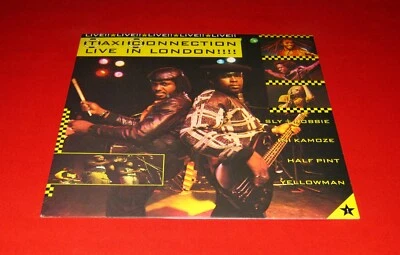 LIVE!!LIVE!!LIVE!!LIVE!!LIVE!!
TAXI CONNECTION
LIVE IN LONDON!!!!
SLY + ROBBIE
INI KAMOZE
HALF PINT
YELLOWMAN